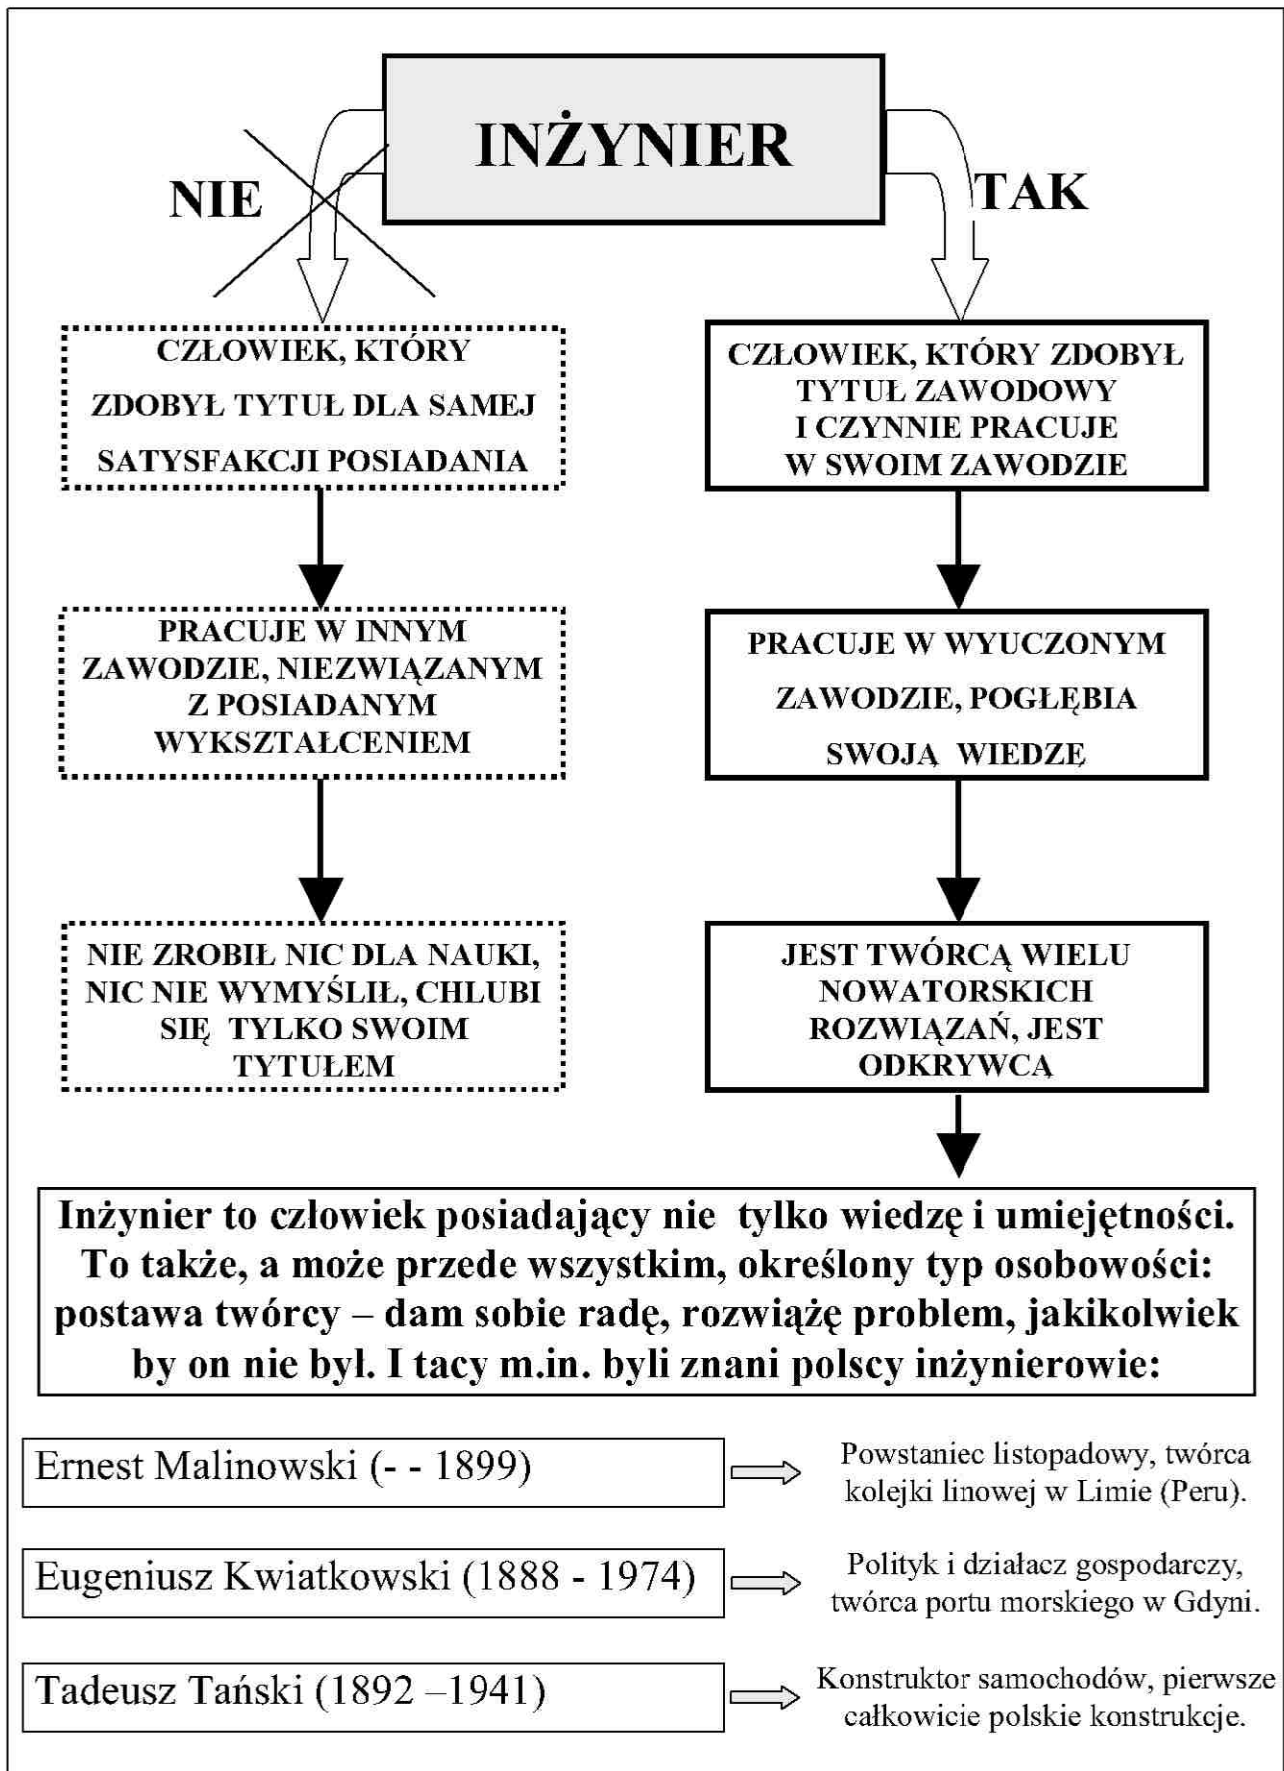 INŻYNIER
NIE
TAK
CZŁOWIEK, KTÓRY
ZDOBYŁ TYTUŁ DLA SAMEJ
SATYSFAKCJI POSIADANIA
CZŁOWIEK, KTÓRY ZDOBYŁ
TYTUŁ ZAWODOWY
I CZYNNIE PRACUJE
W SWOIM ZAWODZIE
PRACUJE W INNYM
ZAWODZIE, NIEZWIĄZANYM
Z POSIADANYM
WYKSZTAŁCENIEM
PRACUJE W WYUCZONYM
ZAWODZIE, POGŁĘBIA
SWOJĄ WIEDZĘ
NIE ZROBIŁ NIC DLA NAUKI,
NIC NIE WYMYŚLIŁ, CHLUBI
SIĘ TYLKO SWOIM
TYTUŁEM
JEST TWÓRCĄ WIELU
NOWATORSKICH
ROZWIĄZAŃ, JEST
ODKRYWCĄ
Inżynier to człowiek posiadający nie tylko wiedzę i umiejętności.
To także, a może przede wszystkim, określony typ osobowości:
postawa twórcy – dam sobie radę, rozwiążę problem, jakikolwiek
by on nie był. I tacy m.in. byli znani polscy inżynierowie:
Ernest Malinowski (- - 1899)
Powstaniec listopadowy, twórca
kolejki linowej w Limie (Peru).
Eugeniusz Kwiatkowski (1888 - 1974)
Polityk i działacz gospodarczy,
twórca portu morskiego w Gdyni.
Tadeusz Tański (1892 –1941)
Konstruktor samochodów, pierwsze
całkowicie polskie konstrukcje.